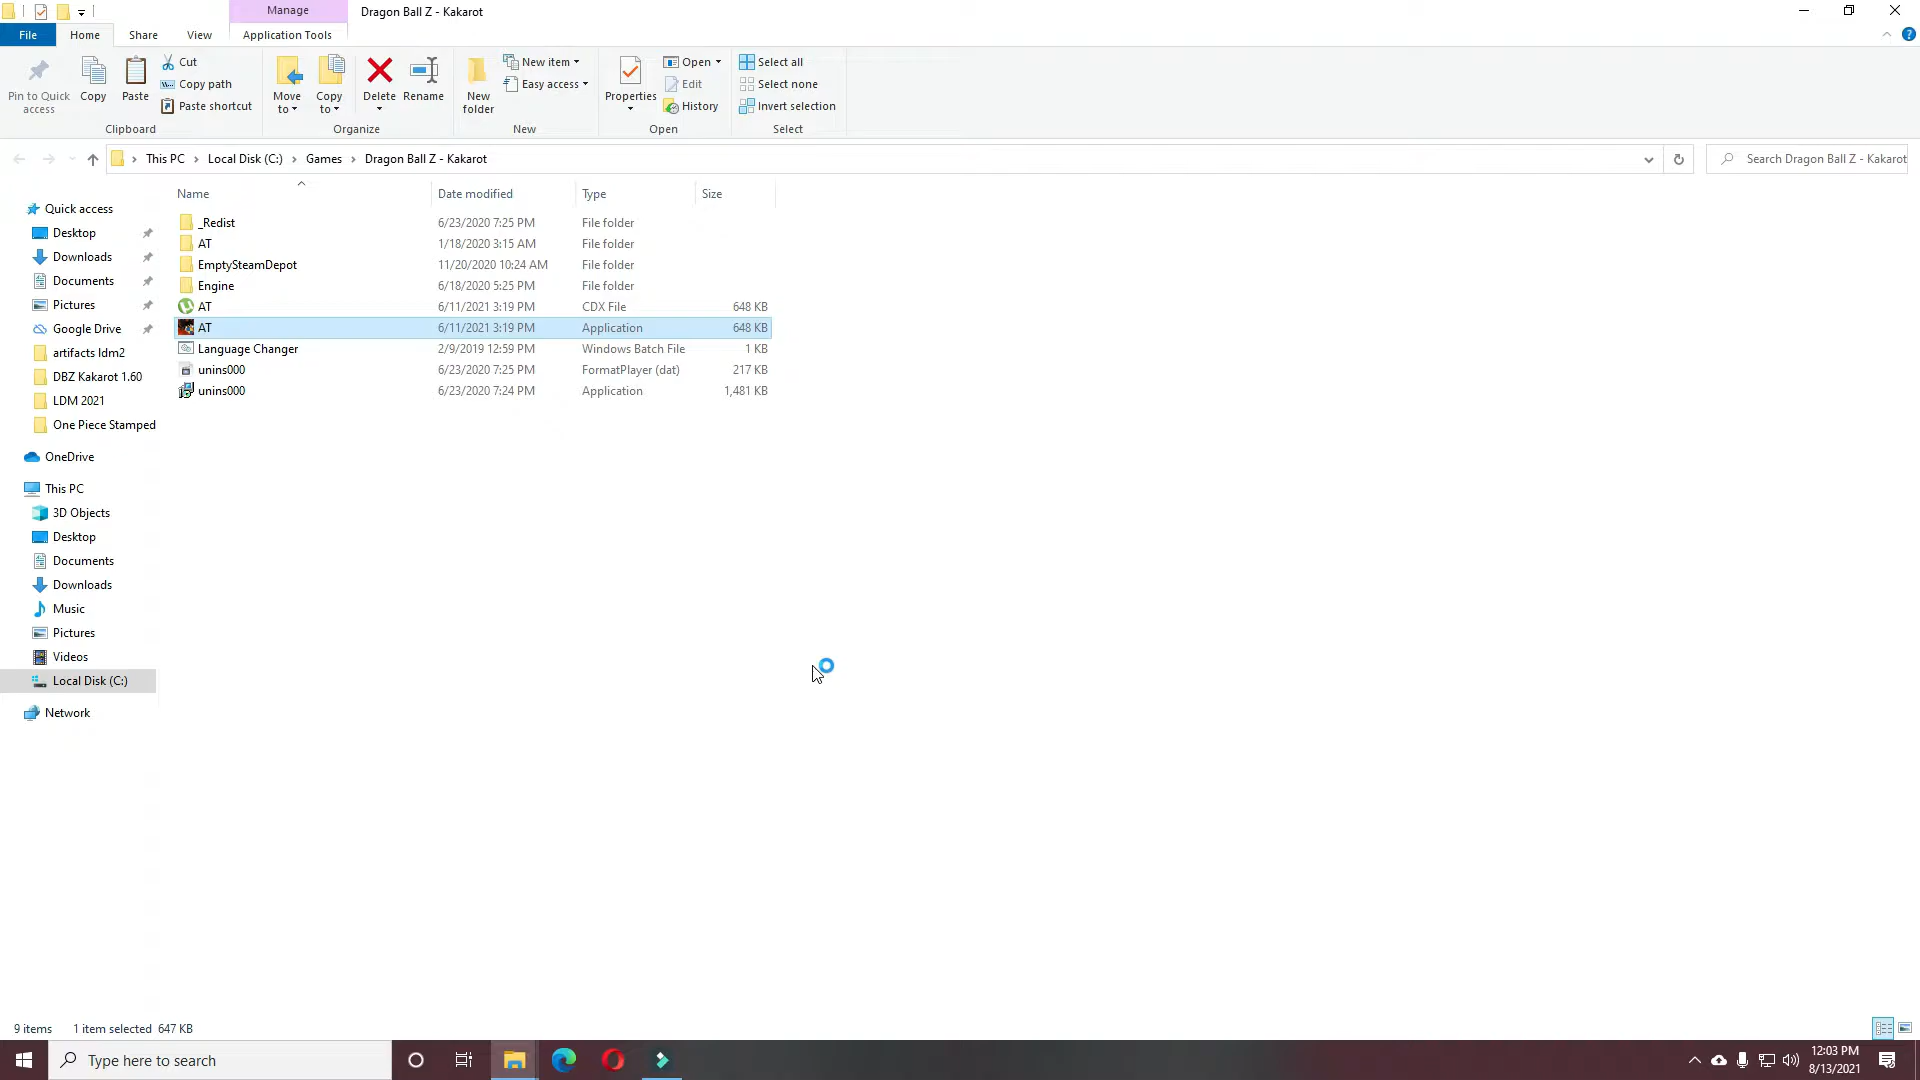 Manage
Dragon Ball Z - Kakarot
File
Home
Share
View
Application Tools
Pin to Quick access
Copy
Paste
Cut
Copy path
Paste shortcut
Clipboard
Move to
Copy to
Delete
Rename
Organize
New folder
New item
Easy access
New
Properties
Open
Edit
History
Open
Select all
Select none
Invert selection
Select
This PC
Local Disk (C:)
Games
Dragon Ball Z - Kakarot
Search Dragon Ball Z - Kakarot
Name Date modified Type Size
_Redist 6/23/2020 7:25 PM File folder
AT 1/18/2020 3:15 AM File folder
EmptySteamDepot 11/20/2020 10:24 AM File folder
Engine 6/18/2020 5:25 PM File folder
AT 6/11/2021 3:19 PM CDX File 648 KB
AT 6/11/2021 3:19 PM Application 648 KB
Language Changer 2/9/2019 12:59 PM Windows Batch File 1 KB
unins000 6/23/2020 7:25 PM FormatPlayer (dat) 217 KB
unins000 6/23/2020 7:24 PM Application 1,481 KB
Quick access
Desktop
Downloads
Documents
Pictures
Google Drive
artifacts ldm2
DBZ Kakarot 1.60
LDM 2021
One Piece Stamped
OneDrive
This PC
3D Objects
Desktop
Documents
Downloads
Music
Pictures
Videos
Local Disk (C:)
Network
9 items 1 item selected 647 KB
Type here to search
12:03 PM
8/13/2021